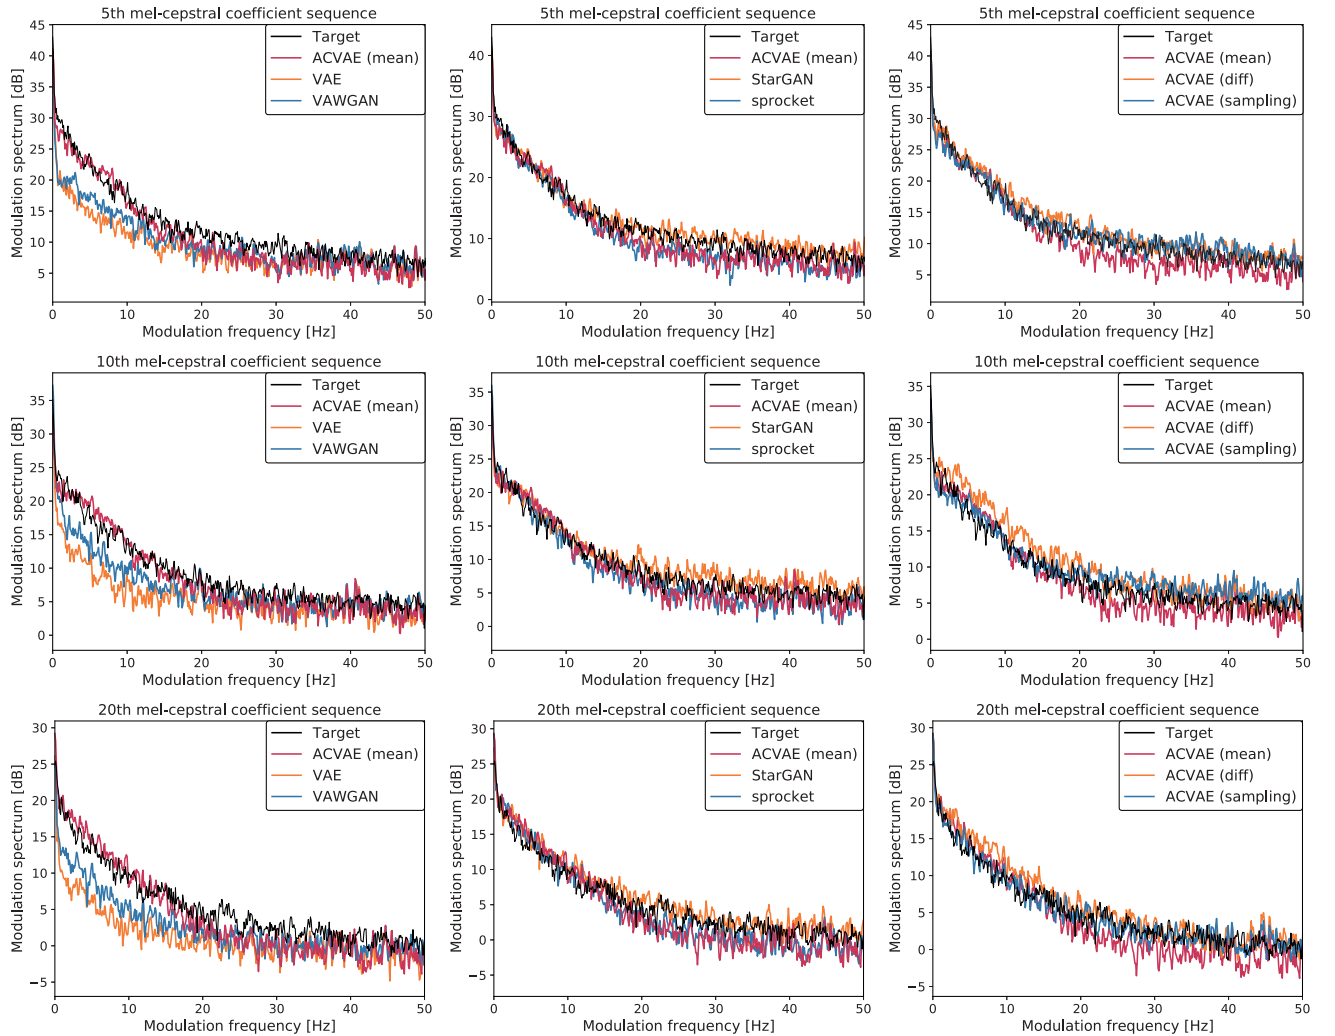 5th mel-cepstral coefficient sequence
Modulation spectrum [dB]
45
40
35
30
25
20
15
10
5
Target
ACVAE (mean)
VAE
VAWGAN
0 10 20 30 40 50
Modulation frequency [Hz]
5th mel-cepstral coefficient sequence
Modulation spectrum [dB]
40
30
20
10
0
Target
ACVAE (mean)
StarGAN
sprocket
0 10 20 30 40 50
Modulation frequency [Hz]
5th mel-cepstral coefficient sequence
Modulation spectrum [dB]
45
40
35
30
25
20
15
10
5
Target
ACVAE (mean)
ACVAE (diff)
ACVAE (sampling)
0 10 20 30 40 50
Modulation frequency [Hz]
10th mel-cepstral coefficient sequence
Modulation spectrum [dB]
35
30
25
20
15
10
5
0
Target
ACVAE (mean)
VAE
VAWGAN
0 10 20 30 40 50
Modulation frequency [Hz]
10th mel-cepstral coefficient sequence
Modulation spectrum [dB]
35
30
25
20
15
10
5
0
Target
ACVAE (mean)
StarGAN
sprocket
0 10 20 30 40 50
Modulation frequency [Hz]
10th mel-cepstral coefficient sequence
Modulation spectrum [dB]
35
30
25
20
15
10
5
0
Target
ACVAE (mean)
ACVAE (diff)
ACVAE (sampling)
0 10 20 30 40 50
Modulation frequency [Hz]
20th mel-cepstral coefficient sequence
Modulation spectrum [dB]
30
25
20
15
10
5
0
−5
Target
ACVAE (mean)
VAE
VAWGAN
0 10 20 30 40 50
Modulation frequency [Hz]
20th mel-cepstral coefficient sequence
Modulation spectrum [dB]
30
25
20
15
10
5
0
−5
Target
ACVAE (mean)
StarGAN
sprocket
0 10 20 30 40 50
Modulation frequency [Hz]
20th mel-cepstral coefficient sequence
Modulation spectrum [dB]
30
25
20
15
10
5
0
−5
Target
ACVAE (mean)
ACVAE (diff)
ACVAE (sampling)
0 10 20 30 40 50
Modulation frequency [Hz]